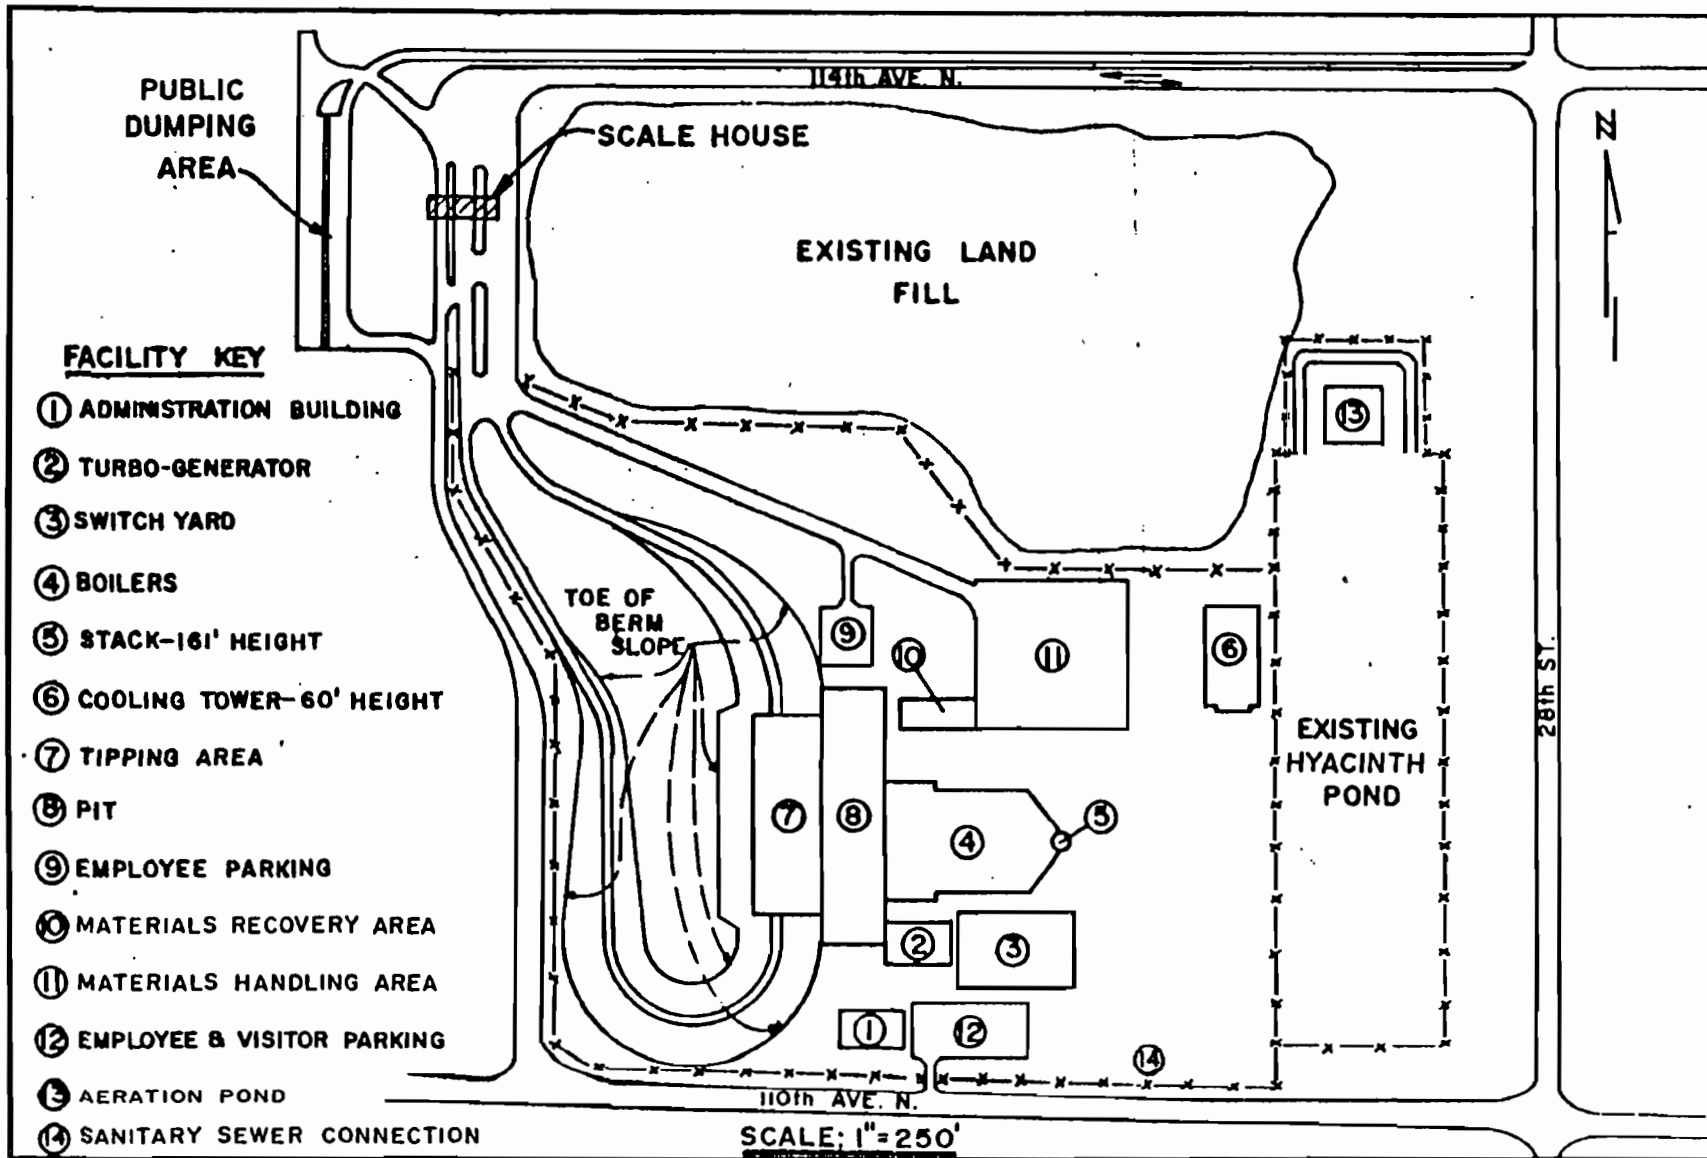 114th AVE. N.
PUBLIC
DUMPING
AREA
SCALE HOUSE
N
EXISTING LAND
FILL
FACILITY KEY
1 ADMINISTRATION BUILDING
2 TURBO-GENERATOR
3 SWITCH YARD
4 BOILERS
5 STACK-161' HEIGHT
6 COOLING TOWER-60' HEIGHT
7 TIPPING AREA
8 PIT
9 EMPLOYEE PARKING
10 MATERIALS RECOVERY AREA
11 MATERIALS HANDLING AREA
12 EMPLOYEE & VISITOR PARKING
13 AERATION POND
14 SANITARY SEWER CONNECTION
13
TOE OF
BERM
SLOPE
9
10
11
6
28th ST.
EXISTING
HYACINTH
POND
7
8
4
5
2
3
1
12
14
110th AVE. N.
SCALE: 1"=250'